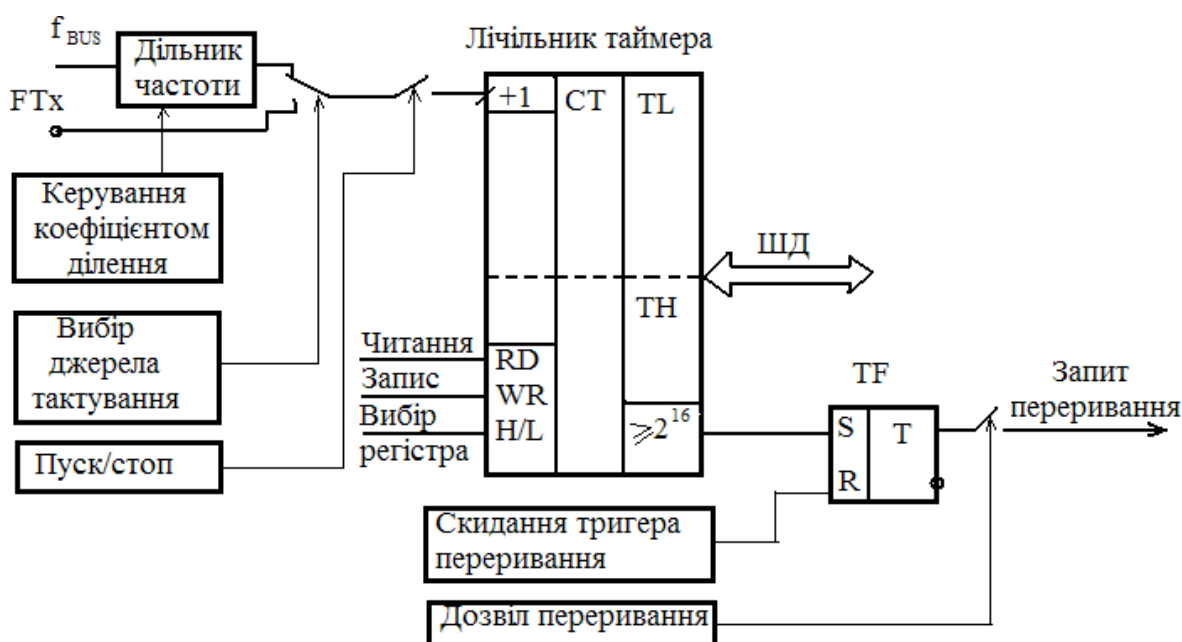 f BUS
Дільник
частоти
FTx
Лічільник таймера
+1
CT
TL
Керування
коефіцієнтом
ділення
ШД
TH
Вибір
джерела
тактування
Читання
Запис
Вибір
регістра
RD
WR
H/L
≥2^16
TF
S
T
R
Запит
переривання
Пуск/стоп
Скидання тригера
переривання
Дозвіл переривання